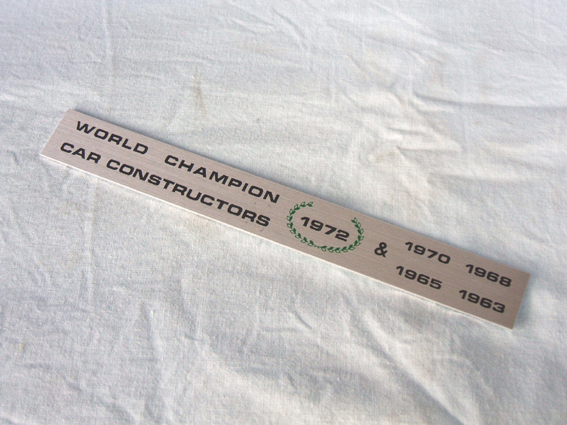 WORLD CHAMPION
CAR CONSTRUCTORS
1972
&
1970 1968
1965 1963